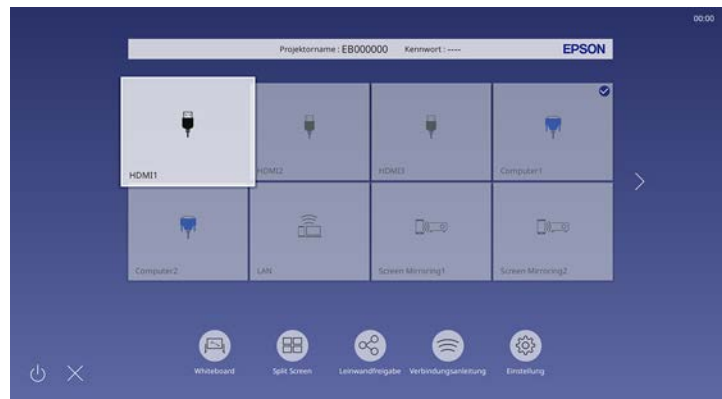 00:00
Projektorname : EB000000 Kennwort : ---- EPSON
HDMI1 HDMI2 HDMI3 Computer1
Computer2 LAN Screen Mirroring1 Screen Mirroring2
Whiteboard Split Screen Leinwandfreigabe Verbindungsanleitung Einstellung